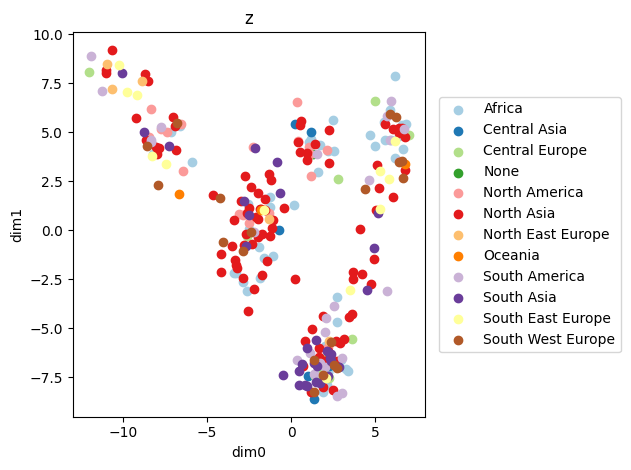 z
10.0
7.5
5.0
2.5
0.0
−2.5
−5.0
−7.5
dim1
−10
−5
0
5
dim0
Africa
Central Asia
Central Europe
None
North America
North Asia
North East Europe
Oceania
South America
South Asia
South East Europe
South West Europe